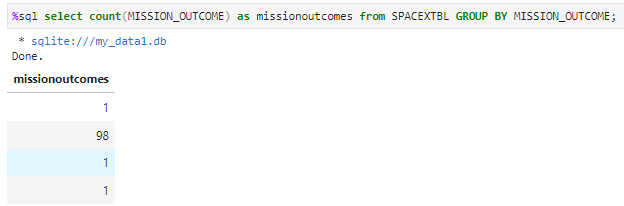 %sql select count(MISSION_OUTCOME) as missionoutcomes from SPACEXTBL GROUP BY MISSION_OUTCOME;
* sqlite:///my_data1.db
Done.
missionoutcomes
1
98
1
1